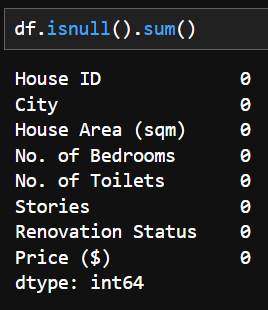 df.isnull().sum()
House ID 0
City 0
House Area (sqm) 0
No. of Bedrooms 0
No. of Toilets 0
Stories 0
Renovation Status 0
Price ($) 0
dtype: int64